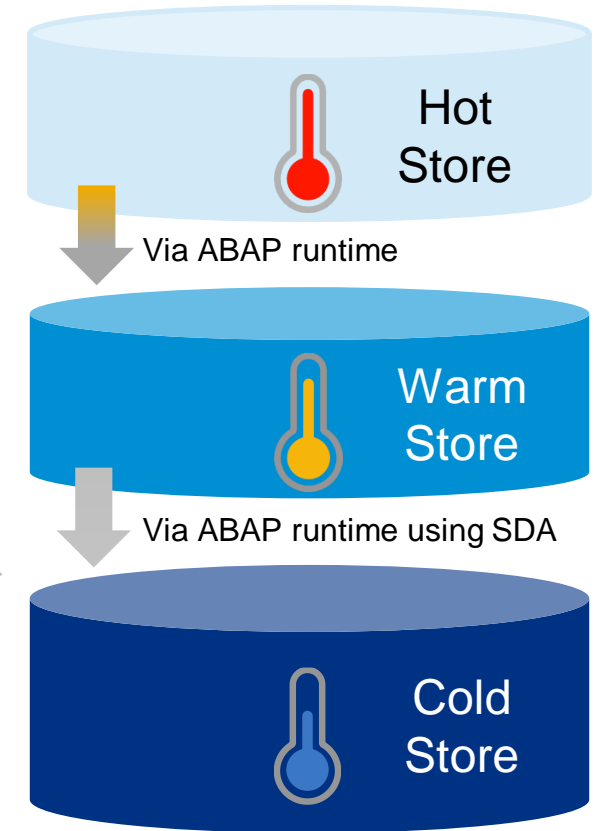 Hot
Store
Via ABAP runtime
Warm
Store
Via ABAP runtime using SDA
Cold
Store